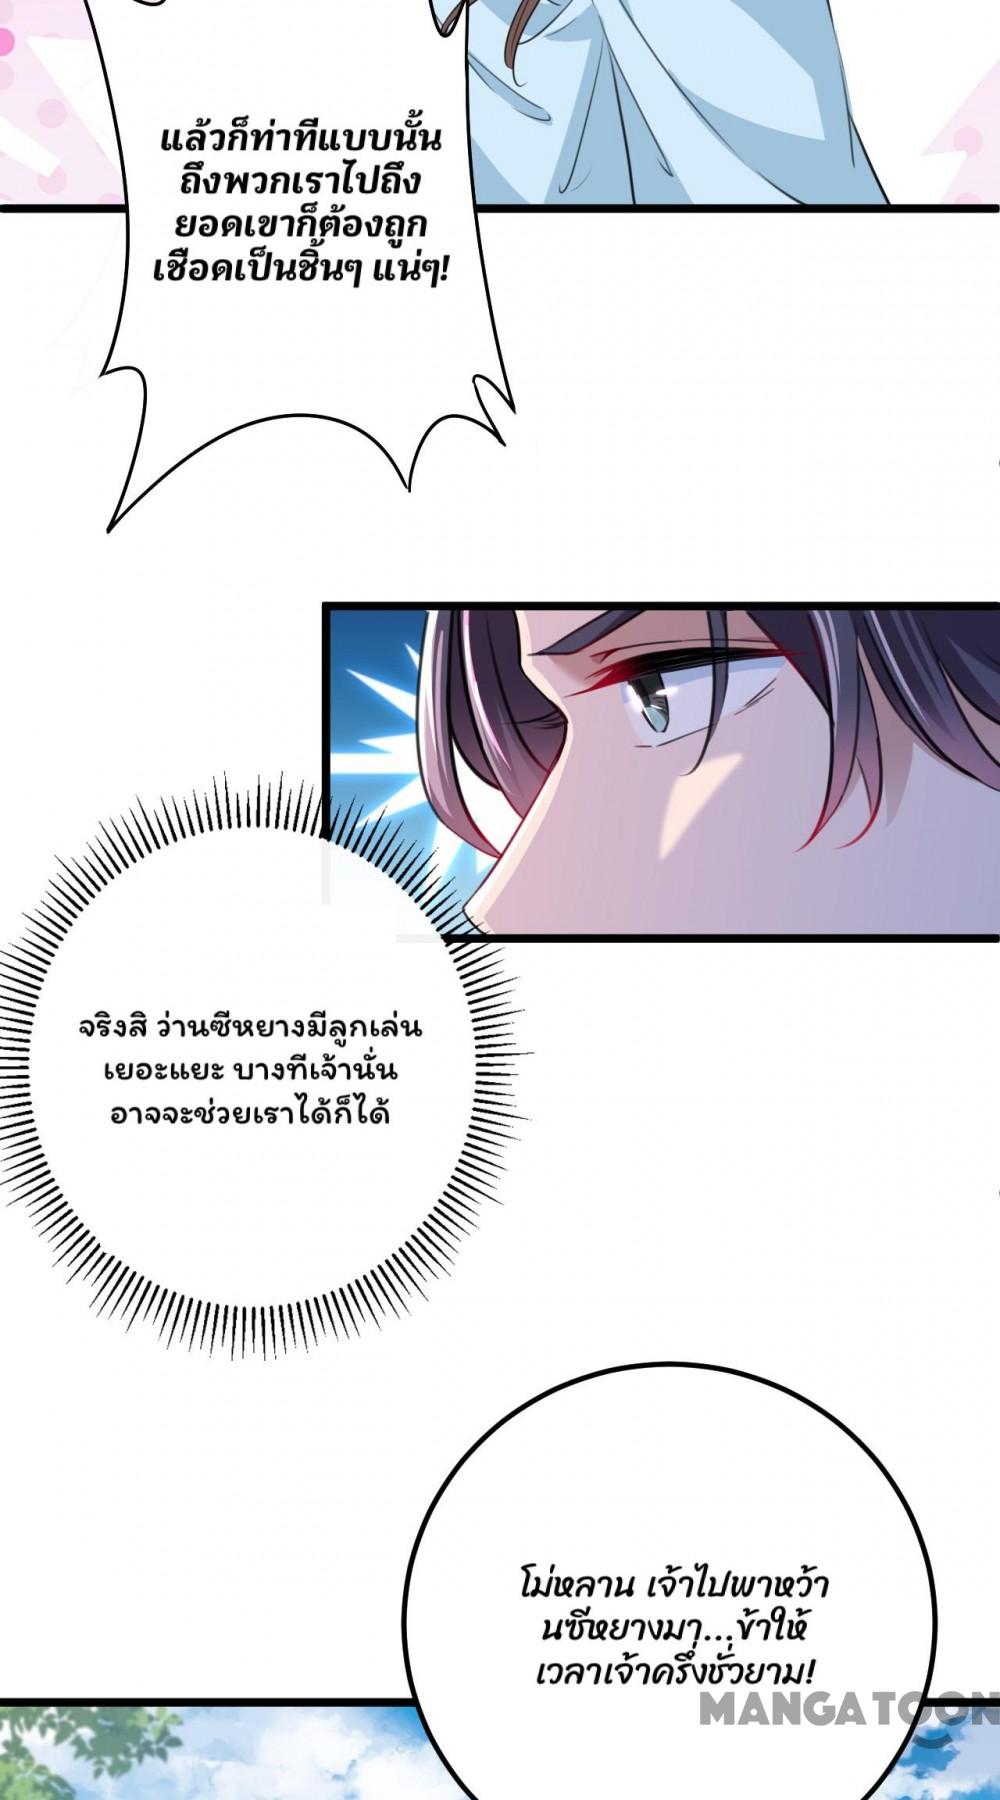 แล้วก็ท่าทีแบบนั้น
ถึงพวกเราไปถึง
ยอดเขาก็ต้องถูก
เชือดเป็นชิ้นๆ แน่ๆ!
จริงสิ ว่านซีหยางมีลูกเล่น
เยอะแยะ บางทีเจ้านั่น
อาจจะช่วยเราได้ก็ได้
โม่หลาน เจ้าไปพาหว้า
นซีหยางมา...ข้าให้
เวลาเจ้าครึ่งชั่วยาม!
MANGATOON